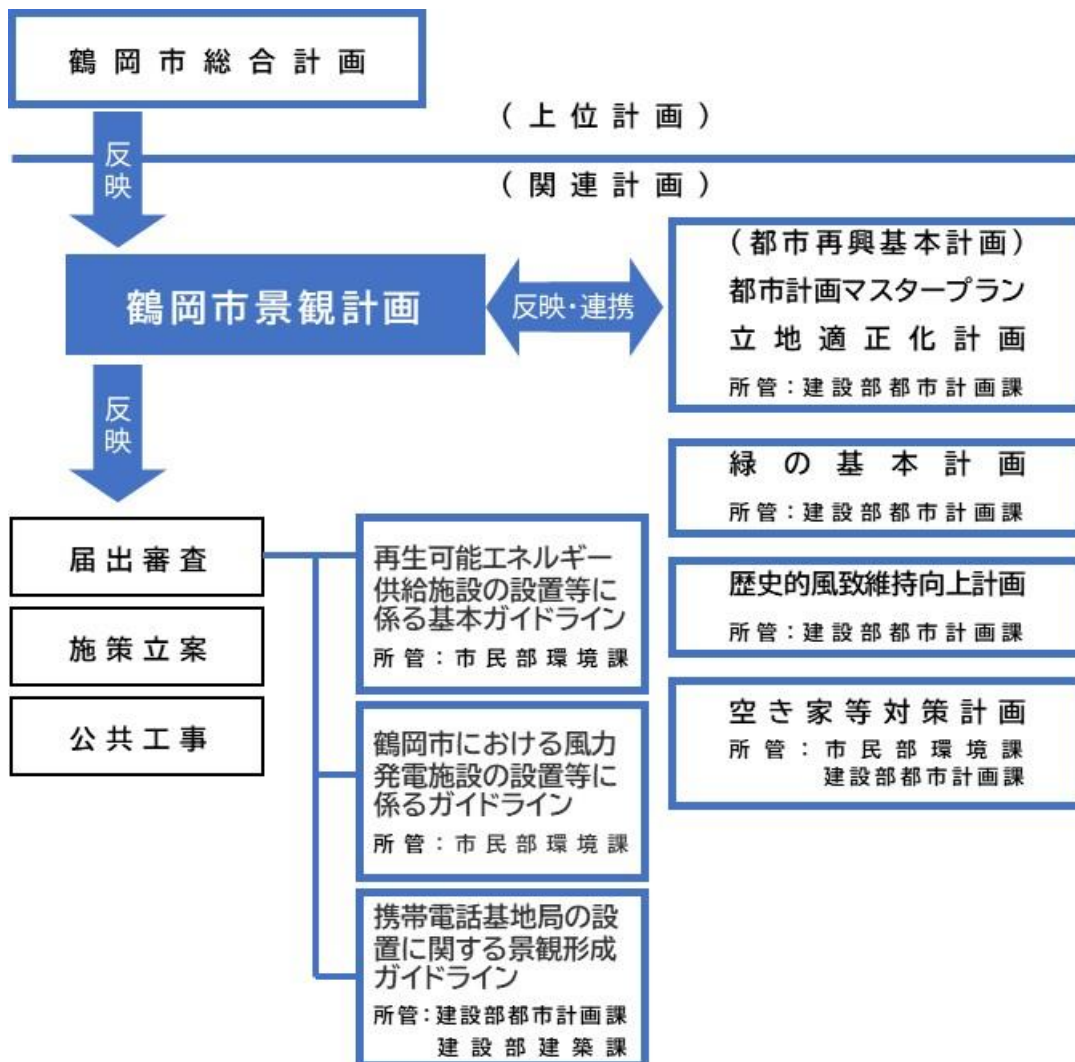 鶴岡市総合計画
(上位計画)
反映
(関連計画)
鶴岡市景観計画
反映・連携
(都市再興基本計画)
都市計画マスタープラン
立地適正化計画
所管:建設部都市計画課
反映
緑の基本計画
所管:建設部都市計画課
届出審査
施策立案
公共工事
再生可能エネルギー
供給施設の設置等に
係る基本ガイドライン
所管:市民部環境課
鶴岡市における風力
発電施設の設置等に
係るガイドライン
所管:市民部環境課
携帯電話基地局の設
置に関する景観形成
ガイドライン
所管:建設部都市計画課
建設部建築課
歴史的風致維持向上計画
所管:建設部都市計画課
空き家等対策計画
所管:市民部環境課
建設部都市計画課